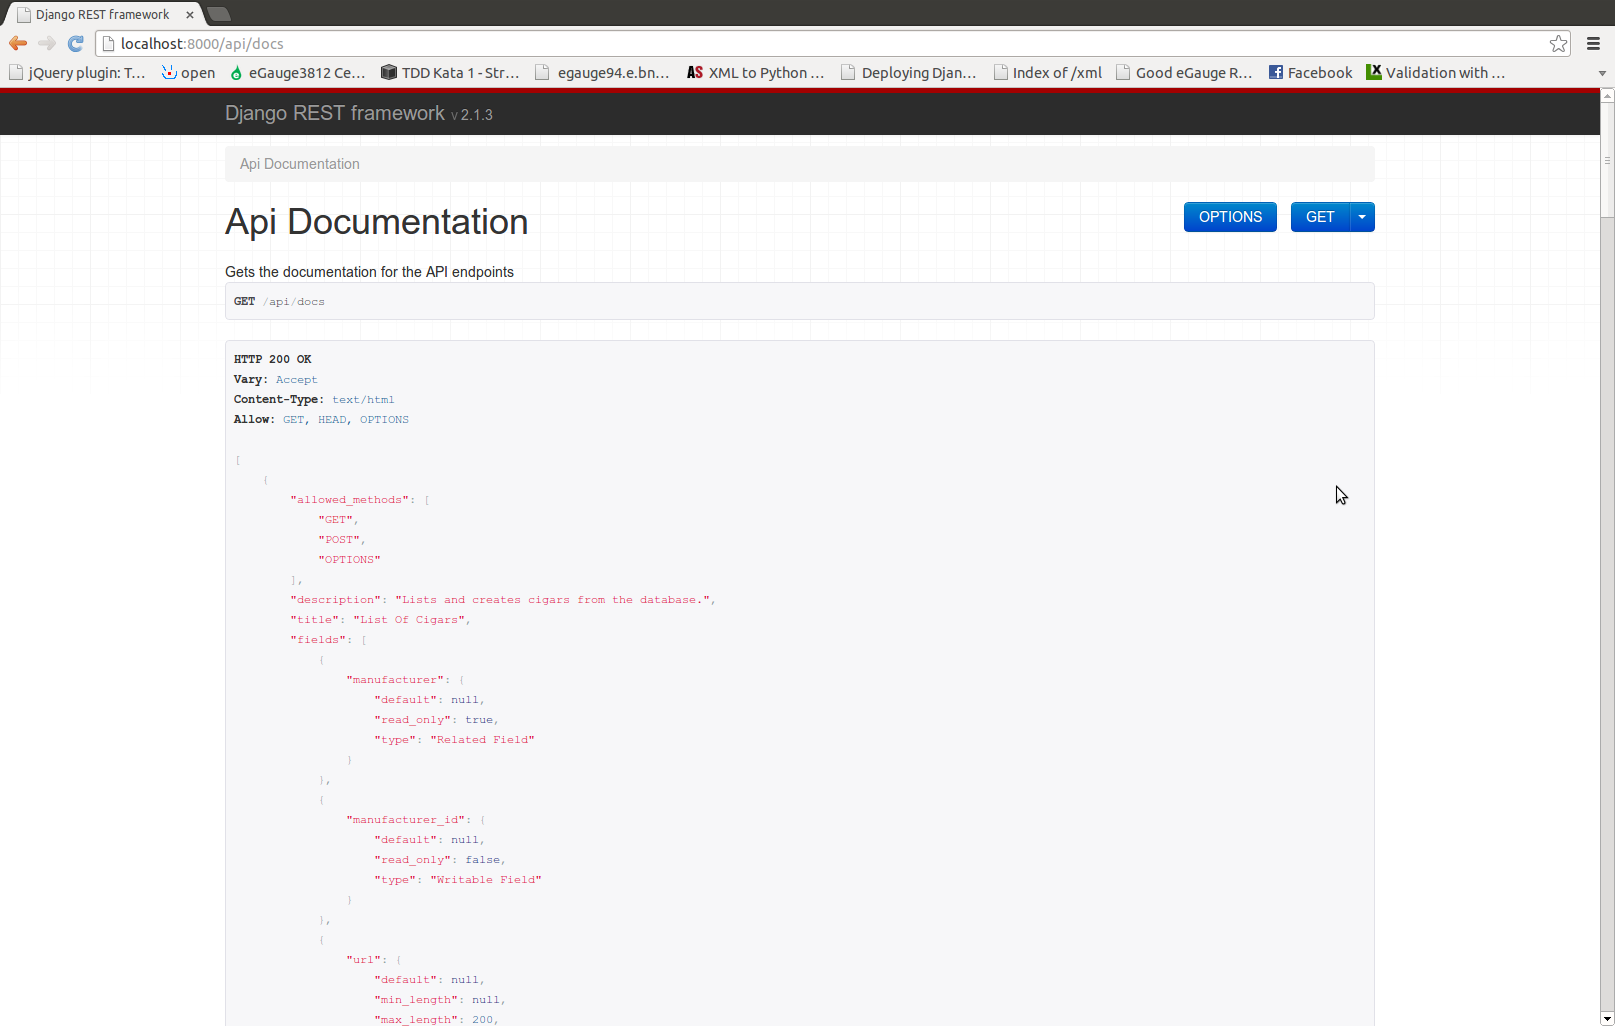 Django REST framework
localhost:8000/api/docs
jQuery plugin: T... open eGauge3812 Ce... TDD Kata 1 - Str... egauge94.e.bn... XML to Python ... Deploying Djan... Index of /xml Good eGauge R... Facebook Validation with ...
Django REST framework v 2.1.3
Api Documentation
Api Documentation OPTIONS GET
Gets the documentation for the API endpoints
GET /api/docs
HTTP 200 OK
Vary: Accept
Content-Type: text/html
Allow: GET, HEAD, OPTIONS
[
{
"allowed_methods": [
"GET",
"POST",
"OPTIONS"
],
"description": "Lists and creates cigars from the database.",
"title": "List Of Cigars",
"fields": [
{
"manufacturer": {
"default": null,
"read_only": true,
"type": "Related Field"
}
},
{
"manufacturer_id": {
"default": null,
"read_only": false,
"type": "Writable Field"
}
},
{
"url": {
"default": null,
"min_length": null,
"max_length": 200,